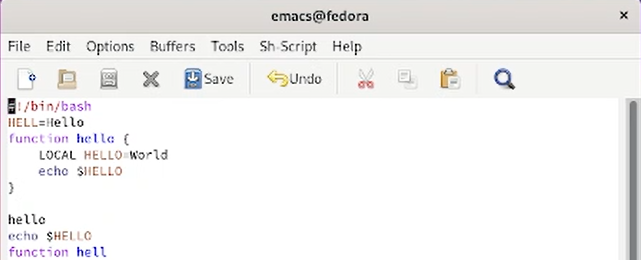 emacs@fedora ×
File Edit Options Buffers Tools Sh-Script Help
Save Undo
#!/bin/bash
HELL=Hello
function hello {
LOCAL HELLO=World
echo $HELLO
}
hello
echo $HELLO
function hell